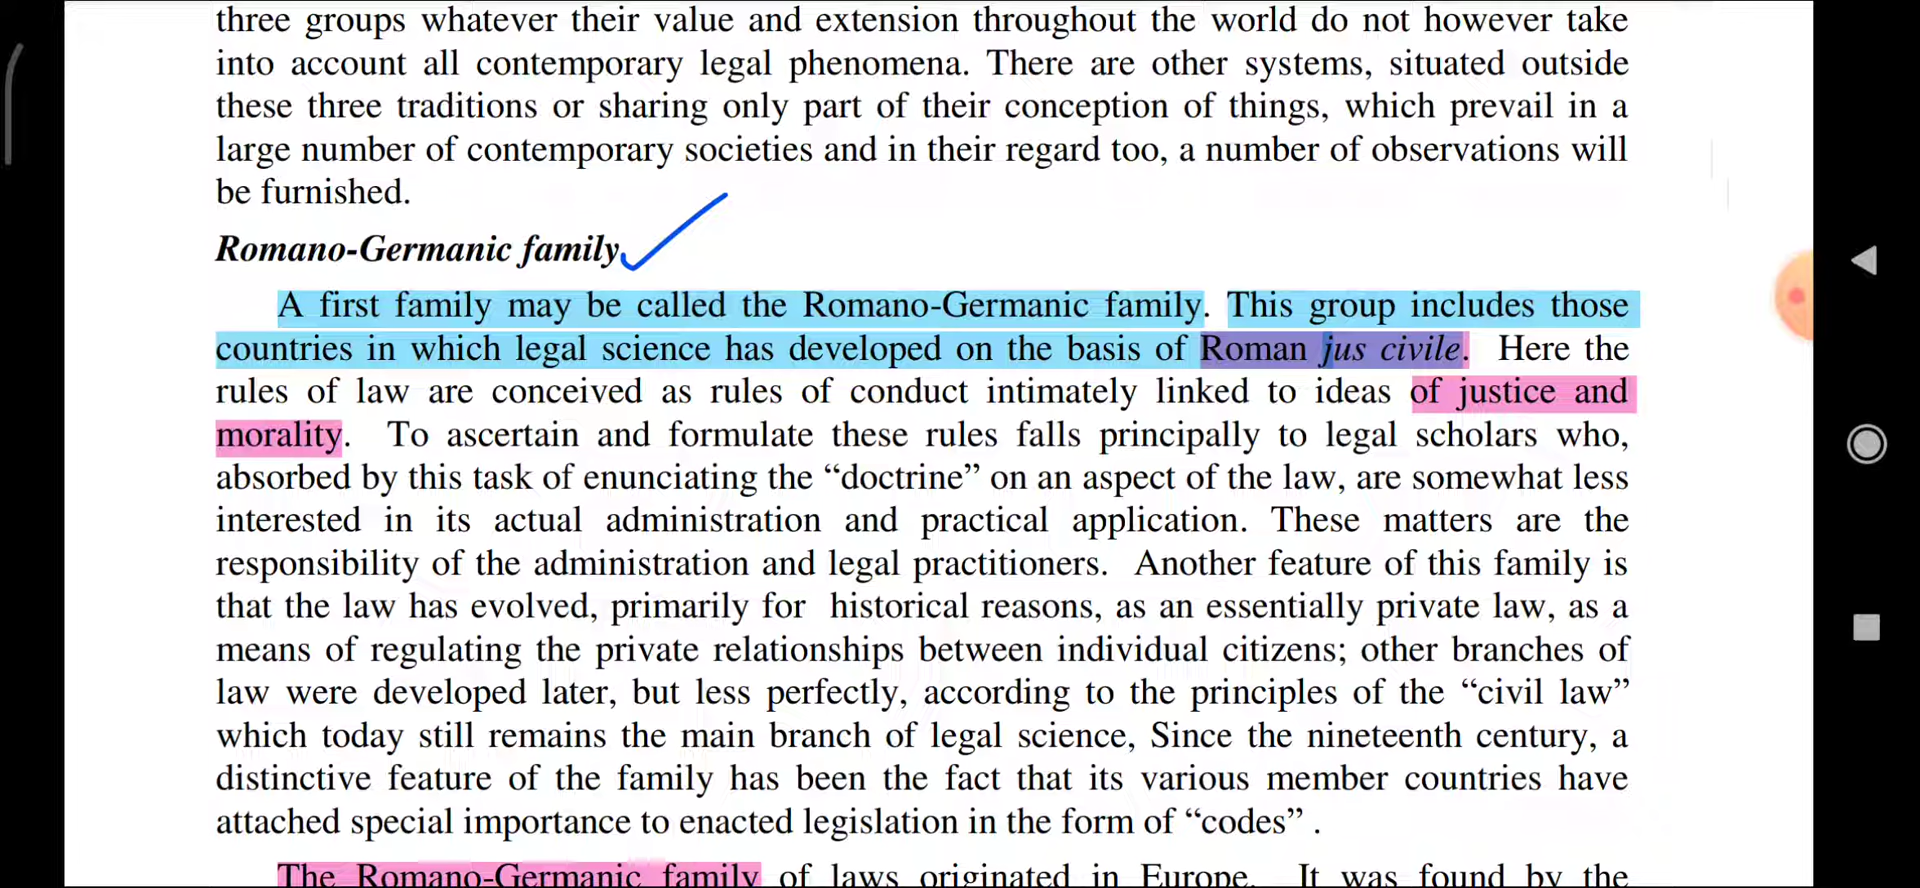 three groups whatever their value and extension throughout the world do not however take
into account all contemporary legal phenomena. There are other systems, situated outside
these three traditions or sharing only part of their conception of things, which prevail in a
large number of contemporary societies and in their regard too, a number of observations will
be furnished.
Romano-Germanic family
A first family may be called the Romano-Germanic family. This group includes those
countries in which legal science has developed on the basis of Roman jus civile. Here the
rules of law are conceived as rules of conduct intimately linked to ideas of justice and
morality. To ascertain and formulate these rules falls principally to legal scholars who,
absorbed by this task of enunciating the “doctrine” on an aspect of the law, are somewhat less
interested in its actual administration and practical application. These matters are the
responsibility of the administration and legal practitioners. Another feature of this family is
that the law has evolved, primarily for historical reasons, as an essentially private law, as a
means of regulating the private relationships between individual citizens; other branches of
law were developed later, but less perfectly, according to the principles of the “civil law”
which today still remains the main branch of legal science, Since the nineteenth century, a
distinctive feature of the family has been the fact that its various member countries have
attached special importance to enacted legislation in the form of “codes” .
The Romano-Germanic family of laws originated in Europe. It was found by the